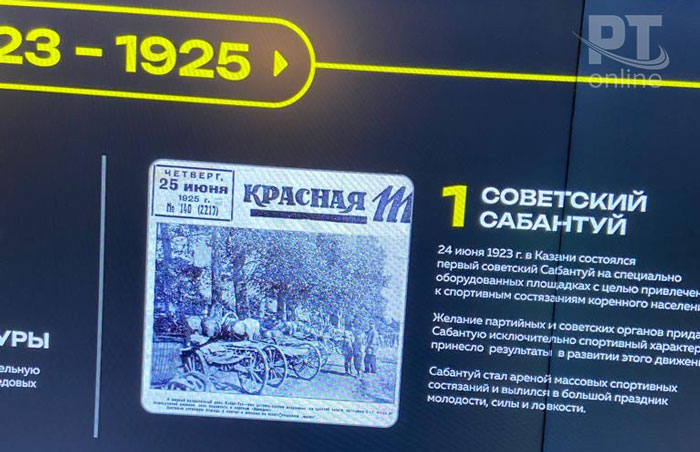 23 – 1925
РТ
online
ЧЕТВЕРГ,
25 ИЮНЯ
1925 г.
№ 140 (2217)
КРАСНАЯ Т
1 СОВЕТСКИЙ
САБАНТУЙ
24 июня 1923 г. в Казани состоялся
первый советский Сабантуй на специально
оборудованных площадках с целью привлечен
к спортивным состязаниям коренного населен
Желание партийных и советских органов прида
Сабантую исключительно спортивный характер
принесло результаты в развитии этого движен
Сабантуй стал ареной массовых спортивных
состязаний и вылился в большой праздник
молодости, силы и ловкости.
УРЫ
ельную
едовых